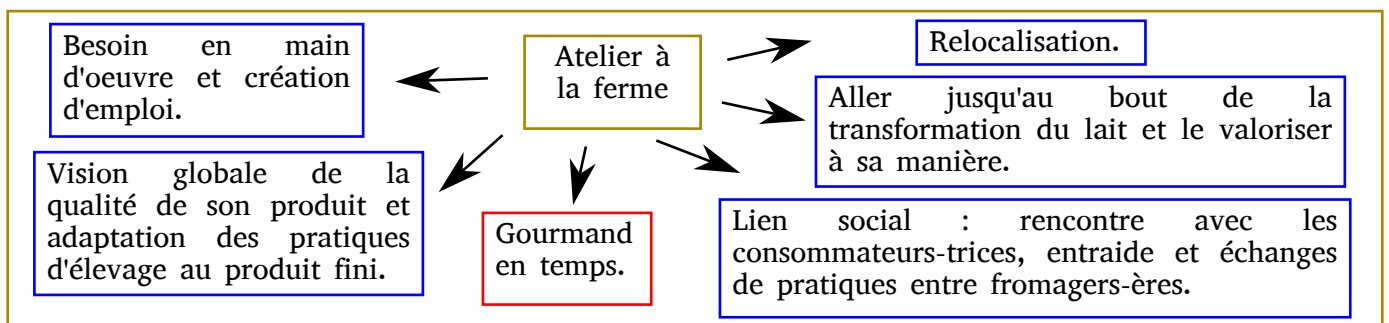 Besoin en main
d'oeuvre et création
d'emploi.
Atelier à
la ferme
Relocalisation.
Aller jusqu'au bout de la
transformation du lait et le valoriser
à sa manière.
Vision globale de la
qualité de son produit et
adaptation des pratiques
d'élevage au produit fini.
Gourmand
en temps.
Lien social : rencontre avec les
consommateurs-trices, entraide et échanges
de pratiques entre fromagers-ères.